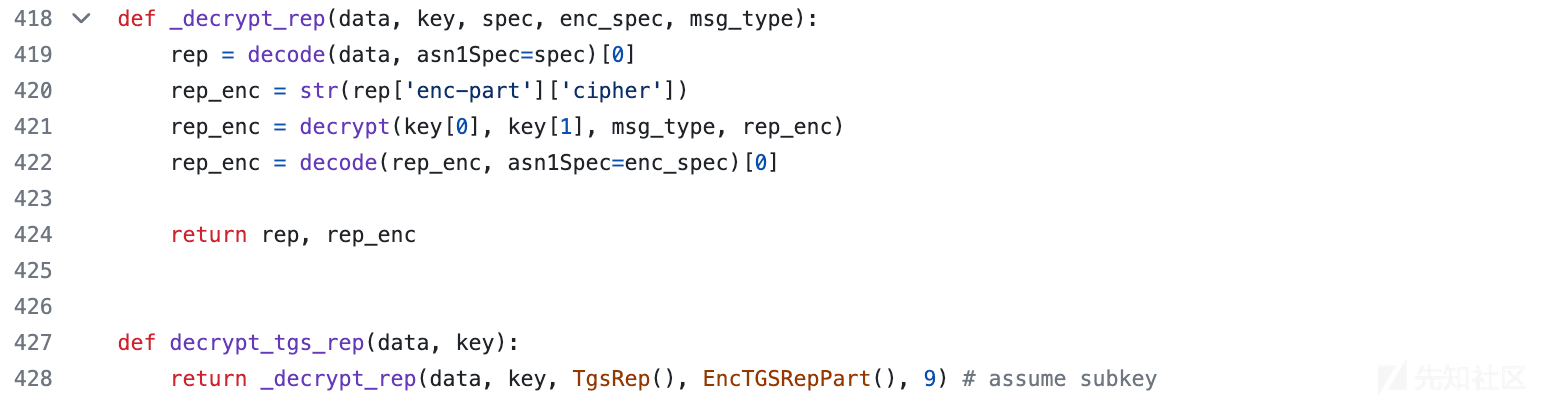 418 def _decrypt_rep(data, key, spec, enc_spec, msg_type):
419     rep = decode(data, asn1Spec=spec)[0]
420     rep_enc = str(rep['enc-part']['cipher'])
421     rep_enc = decrypt(key[0], key[1], msg_type, rep_enc)
422     rep_enc = decode(rep_enc, asn1Spec=enc_spec)[0]
423
424     return rep, rep_enc
425
426
427 def decrypt_tgs_rep(data, key):
428     return _decrypt_rep(data, key, TgsRep(), EncTGSRepPart(), 9) # assume subkey
先知社区